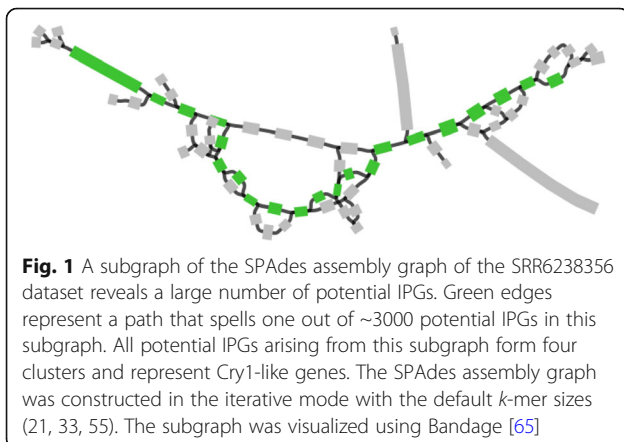 Fig. 1 A subgraph of the SPAdes assembly graph of the SRR6238356
dataset reveals a large number of potential IPGs. Green edges
represent a path that spells one out of ~3000 potential IPGs in this
subgraph. All potential IPGs arising from this subgraph form four
clusters and represent Cry1-like genes. The SPAdes assembly graph
was constructed in the iterative mode with the default k-mer sizes
(21, 33, 55). The subgraph was visualized using Bandage [65]